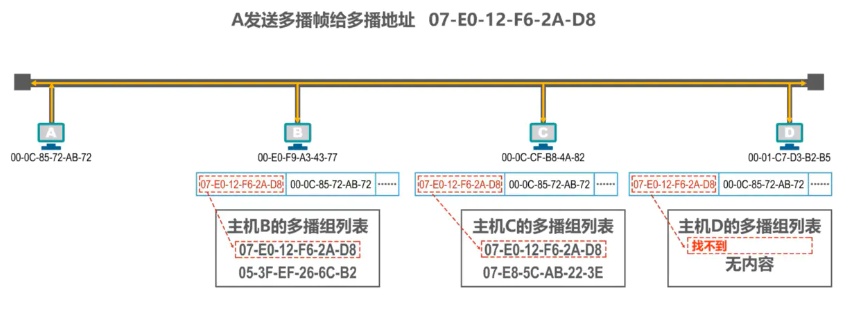 A发送多播帧给多播地址 07-E0-12-F6-2A-D8
A
B
C
D
00-0C-85-72-AB-72
00-E0-F9-A3-43-77
00-0C-CF-B8-4A-82
00-01-C7-D3-B2-B5
07-E0-12-F6-2A-D8 00-0C-85-72-AB-72 ······
07-E0-12-F6-2A-D8 00-0C-85-72-AB-72 ······
07-E0-12-F6-2A-D8 00-0C-85-72-AB-72 ······
主机B的多播组列表
07-E0-12-F6-2A-D8
05-3F-EF-26-6C-B2
主机C的多播组列表
07-E0-12-F6-2A-D8
07-E8-5C-AB-22-3E
主机D的多播组列表
找不到
无内容